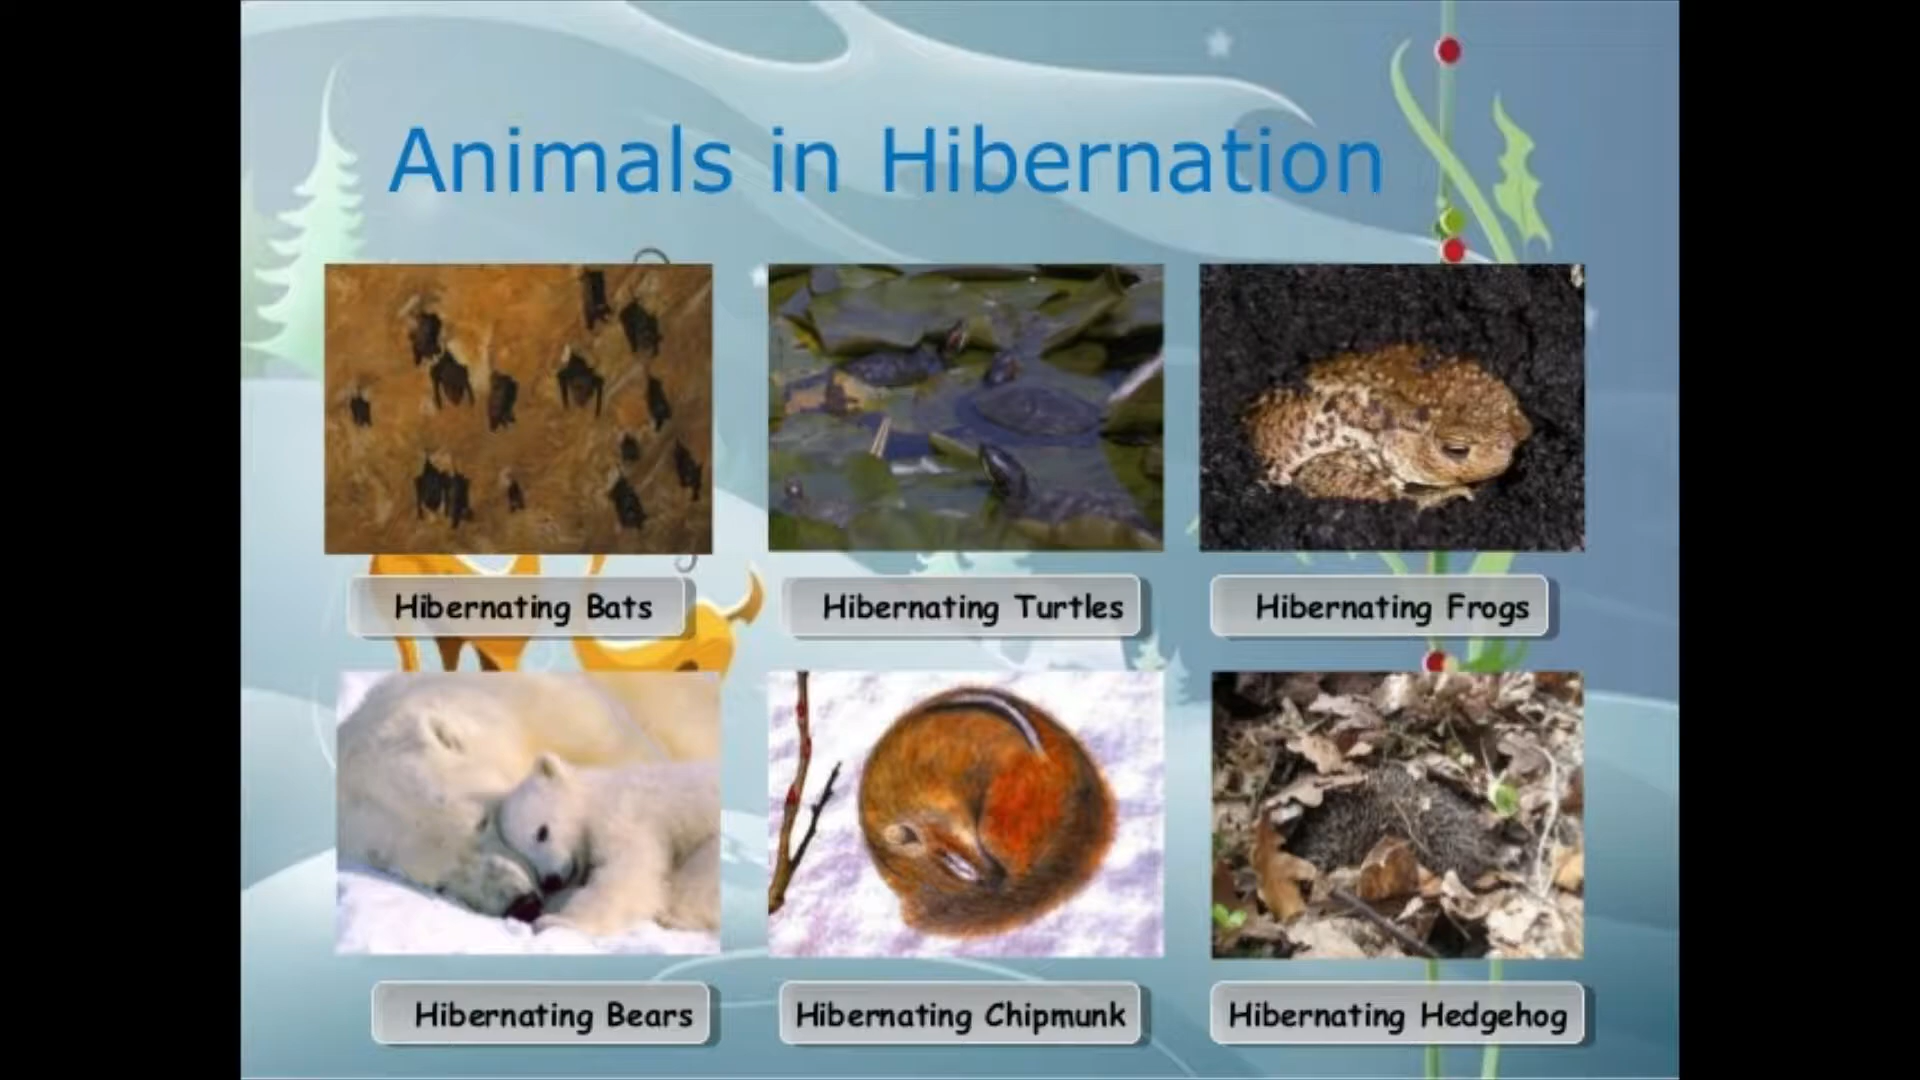 Animals in Hibernation
Hibernating Bats
Hibernating Turtles
Hibernating Frogs
Hibernating Bears
Hibernating Chipmunk
Hibernating Hedgehog